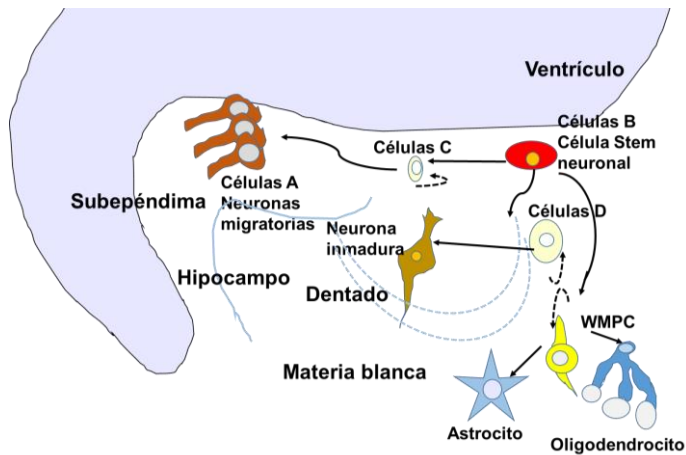 Ventrículo
Células B
Célula Stem
neuronal
Células C
Células A
Neuronas
migratorias
Subepéndima
Células D
Neurona
inmadura
Hipocampo
Dentado
WMPC
Materia blanca
Astrocito
Oligodendrocito